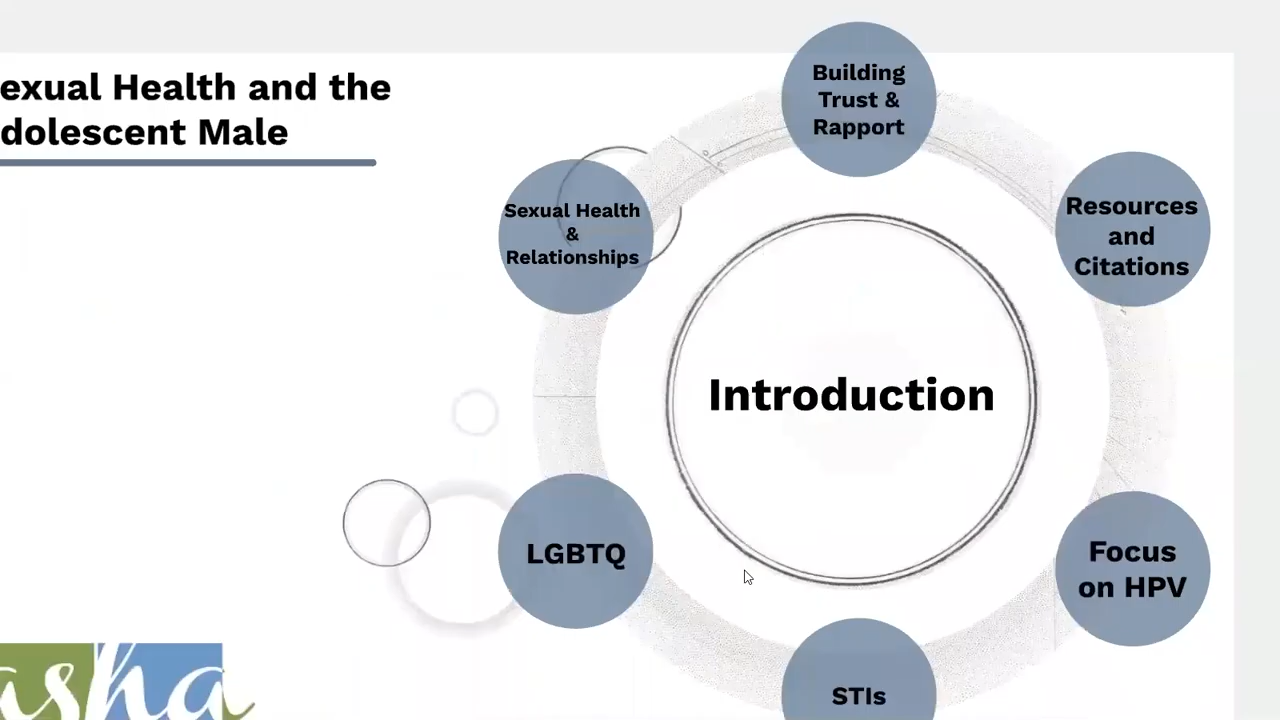 exual Health and the
dolescent Male
Building
Trust &
Rapport
Resources
and
Citations
Sexual Health
&
Relationships
Introduction
LGBTQ
Focus
on HPV
STIs
asha